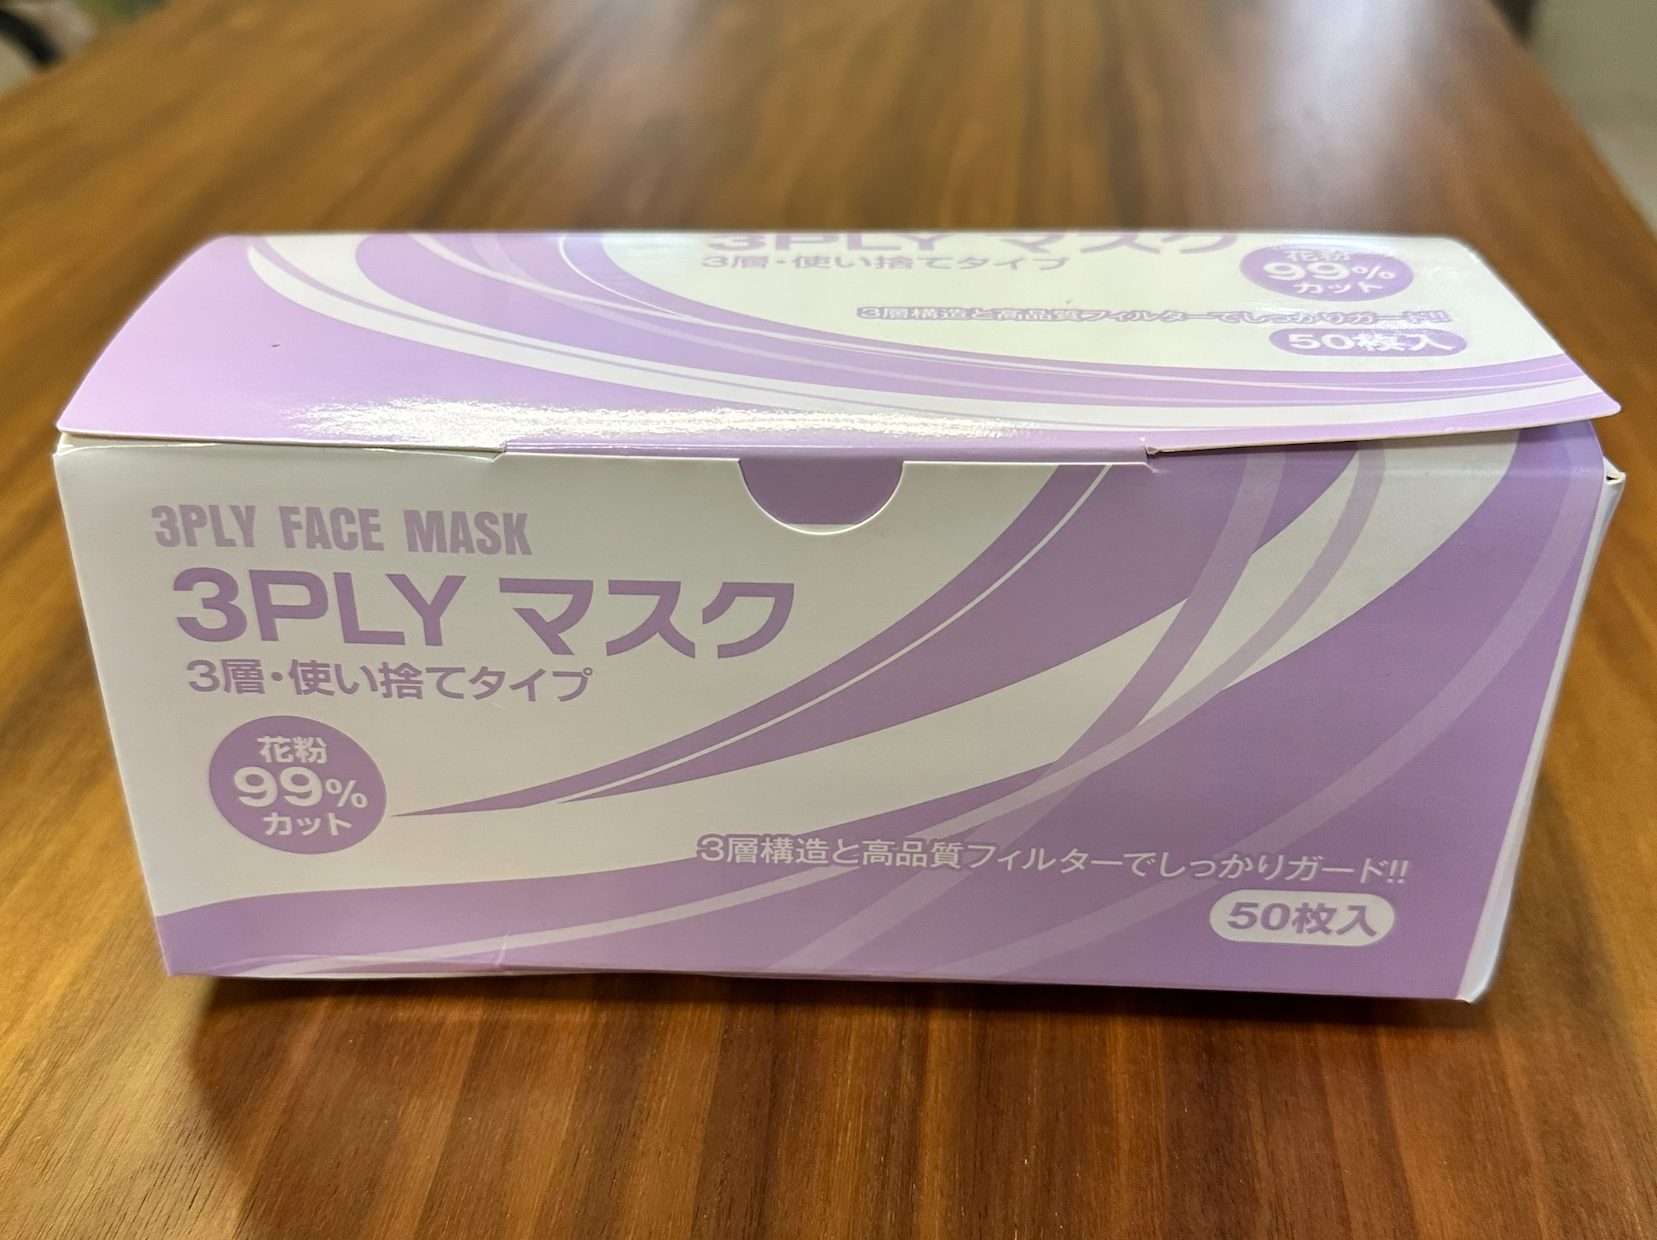 3PLY マスク
3層・使い捨てタイプ
花粉
99%
カット
3層構造と高品質フィルターでしっかりガード!!
50枚入
3PLY FACE MASK
3PLY マスク
3層・使い捨てタイプ
花粉
99%
カット
3層構造と高品質フィルターでしっかりガード!!
50枚入